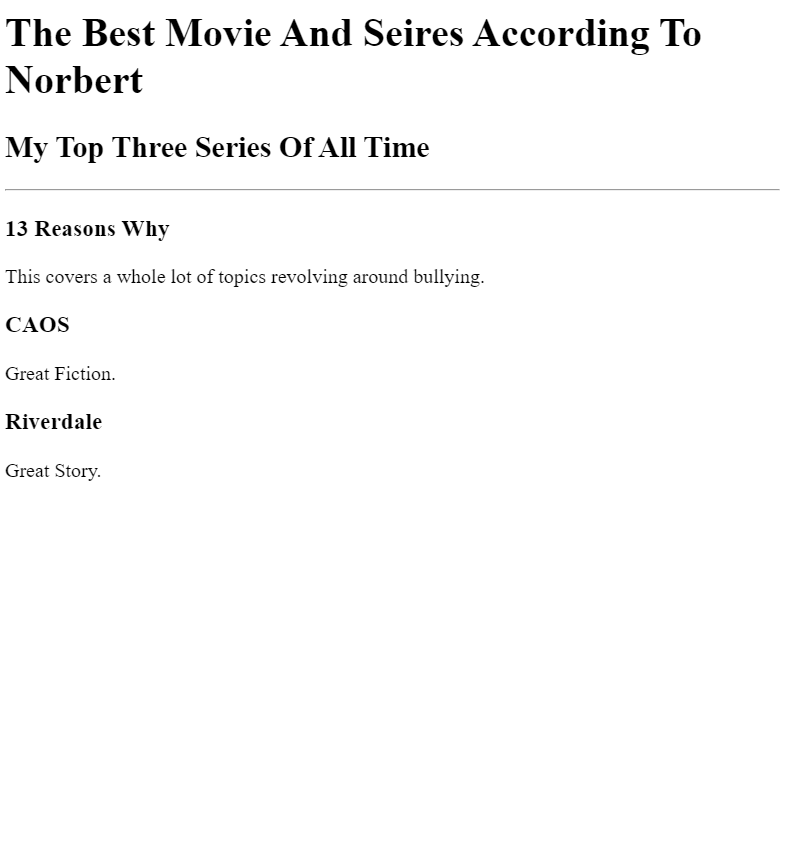 The Best Movie And Seires According To
Norbert
My Top Three Series Of All Time
13 Reasons Why
This covers a whole lot of topics revolving around bullying.
CAOS
Great Fiction.
Riverdale
Great Story.